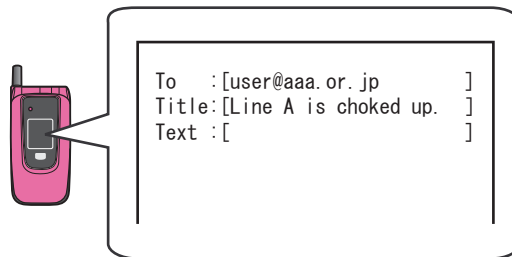 To   :[user@aaa.or.jp        ]
Title:[Line A is choked up.  ]
Text :[                      ]